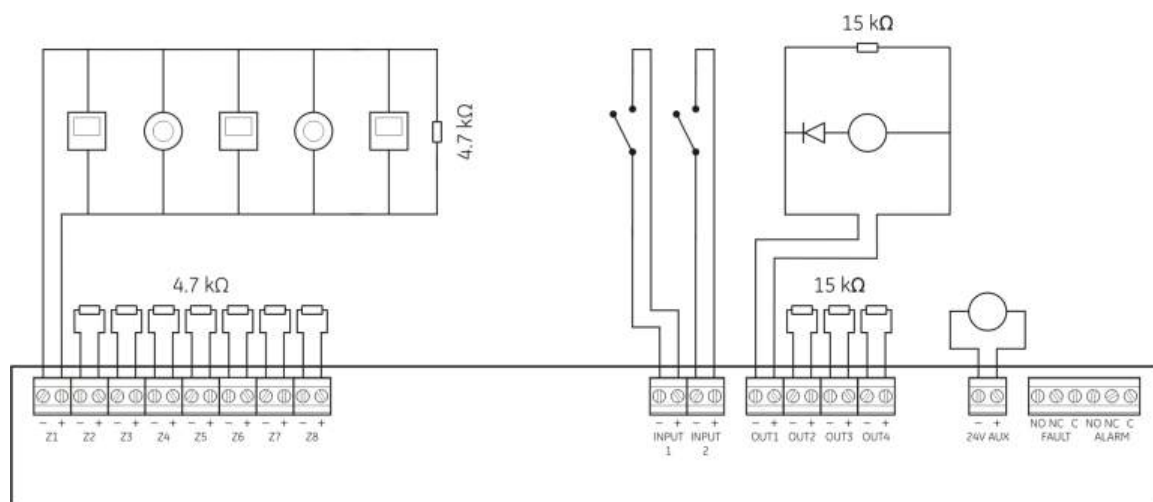 15 kΩ
4.7 kΩ
4.7 kΩ
15 kΩ
− + − + − + − + − + − + − + − +
Z1 Z2 Z3 Z4 Z5 Z6 Z7 Z8
− + − +
INPUT 1
INPUT 2
− + − + − + − +
OUT1 OUT2 OUT3 OUT4
− +
24V AUX
NO NC C NO NC C
FAULT ALARM